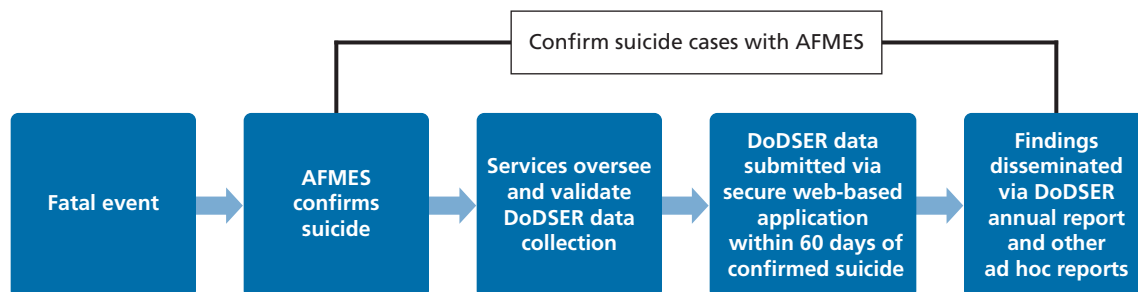 Confirm suicide cases with AFMES
Fatal event
AFMES
confirms
suicide
Services oversee
and validate
DoDSER data
collection
DoDSER data
submitted via
secure web-based
application
within 60 days of
confirmed suicide
Findings
disseminated
via DoDSER
annual report
and other
ad hoc reports